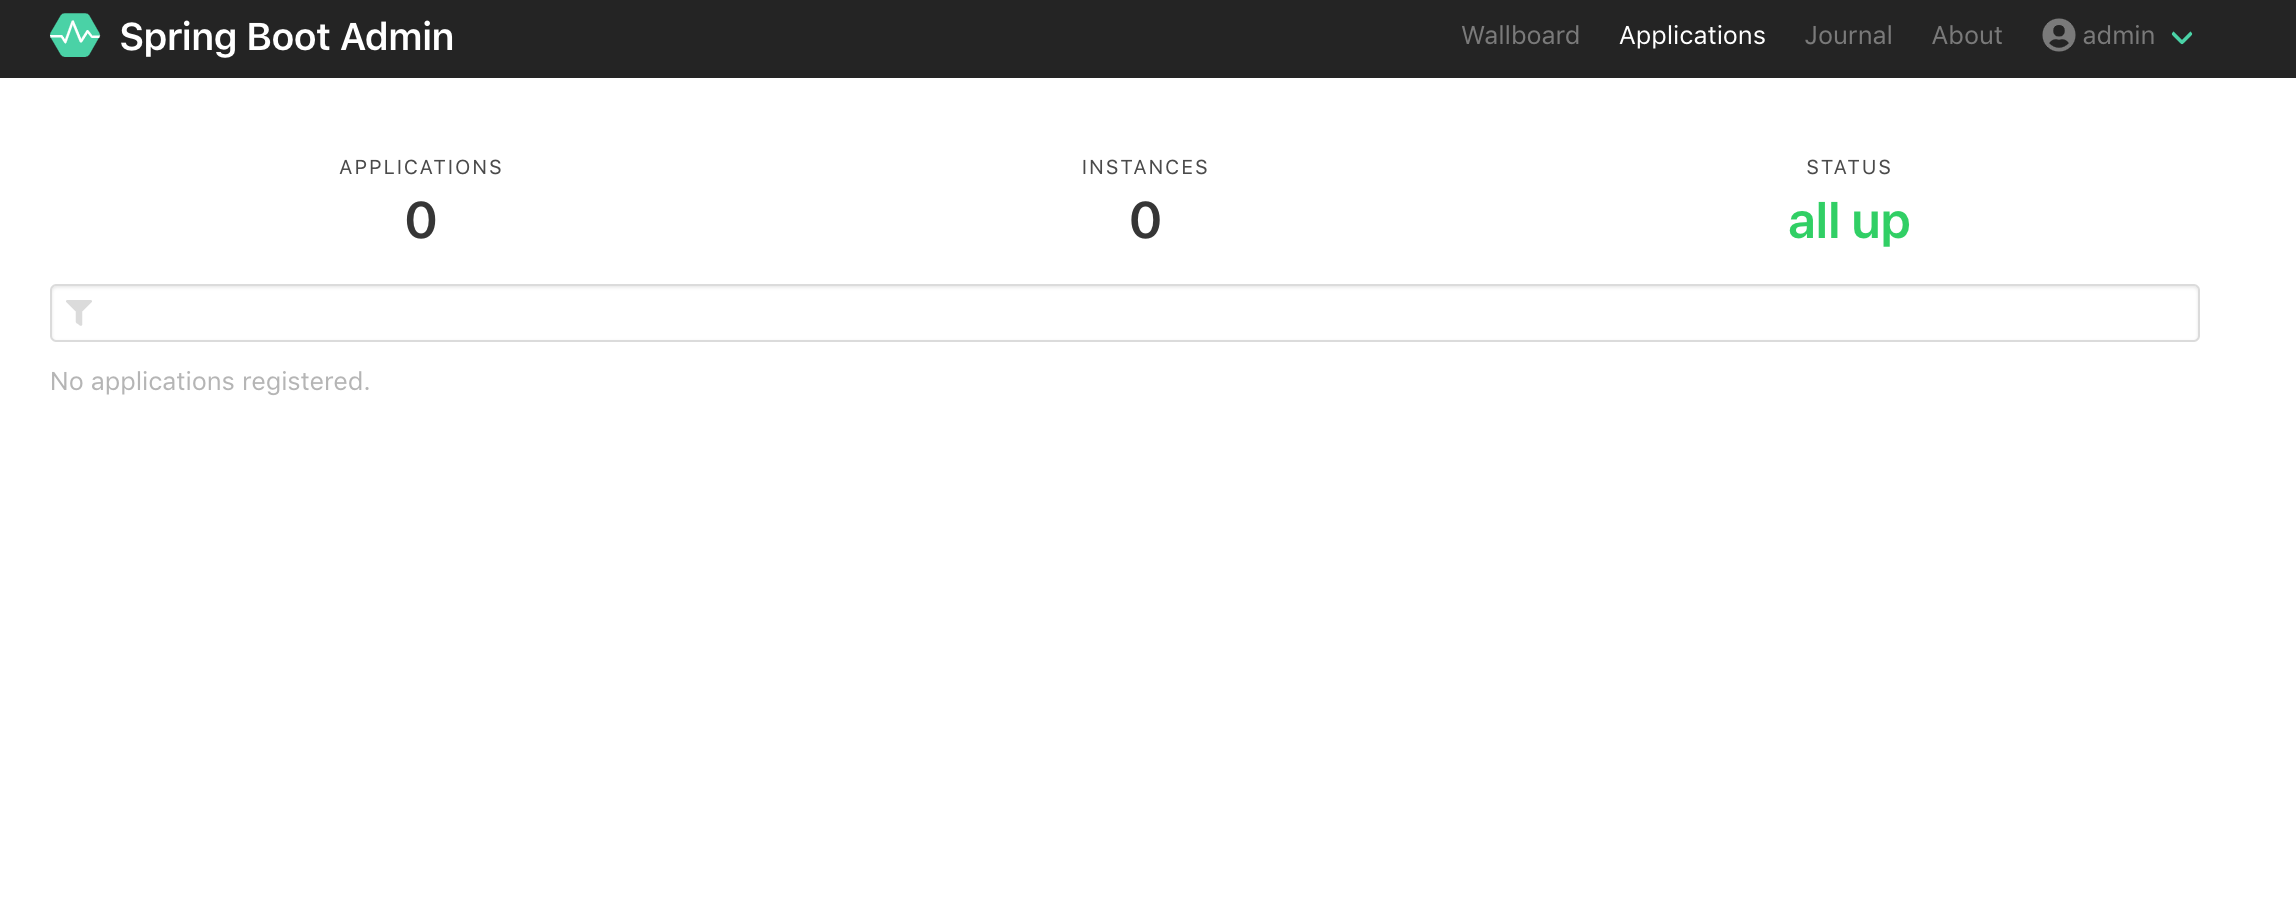 Spring Boot Admin
Wallboard Applications Journal About admin
APPLICATIONS INSTANCES STATUS
0 0 all up
No applications registered.